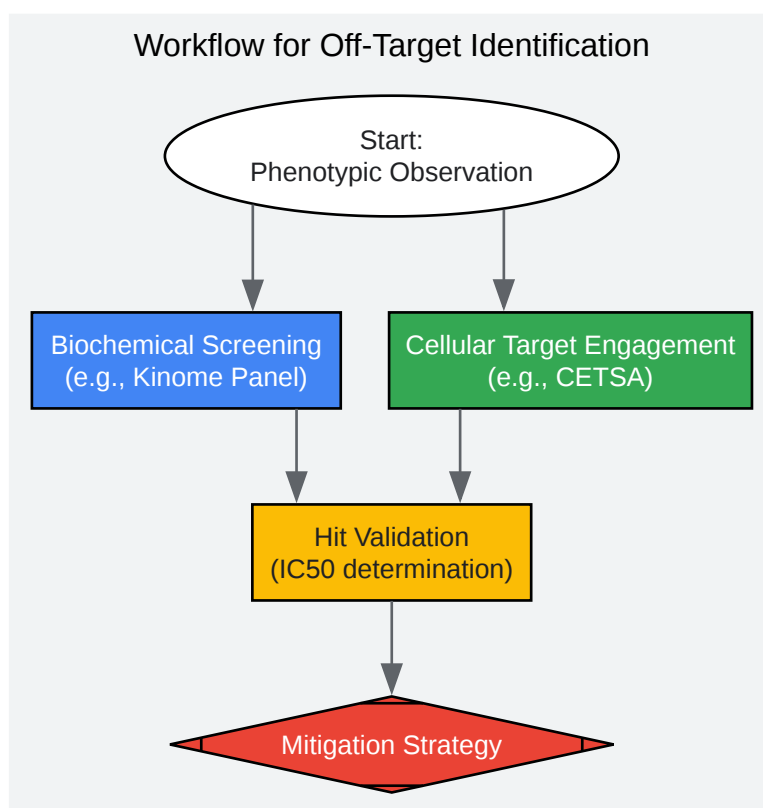 Workflow for Off-Target Identification
Start:
Phenotypic Observation
Biochemical Screening
(e.g., Kinome Panel)
Cellular Target Engagement
(e.g., CETSA)
Hit Validation
(IC50 determination)
Mitigation Strategy